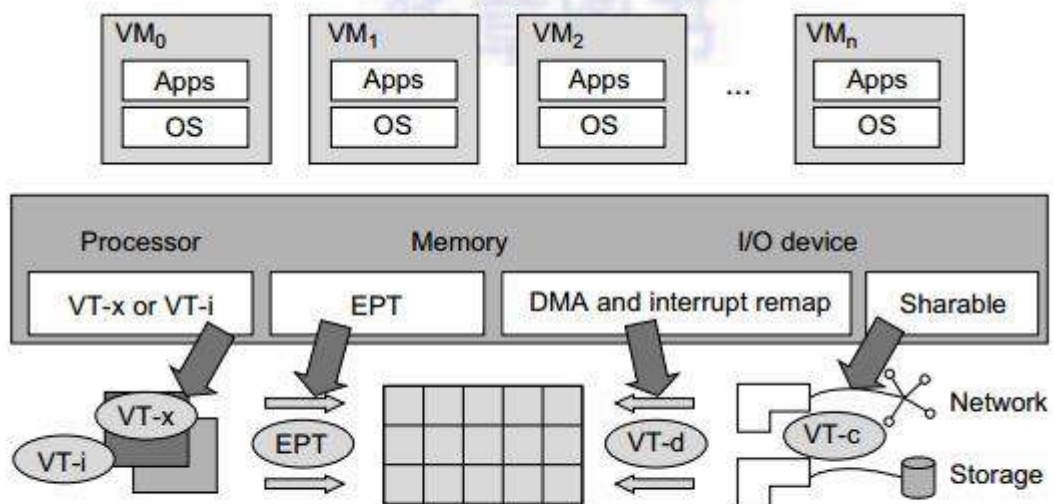 VM0 VM1 VM2 VMn
Apps Apps Apps ... Apps
OS OS OS OS
Processor Memory I/O device
VT-x or VT-i EPT DMA and interrupt remap Sharable
VT-x Network
VT-i EPT VT-d VT-c
Storage